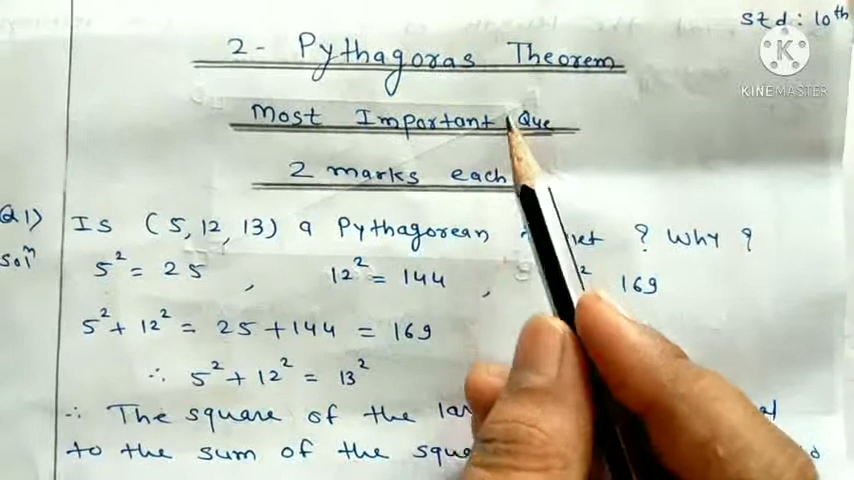 Std : 10th
2- Pythagoras Theorem
KINEMASTER
Most Important Que
2 marks each
Q1) Is (5, 12, 13) a Pythagorean ? Why ?
Solⁿ 5² = 25 , 12² = 144 , ² 169
5² + 12² = 25 + 144 = 169
∴ 5² + 12² = 13²
∴ The square of the
to the sum of the